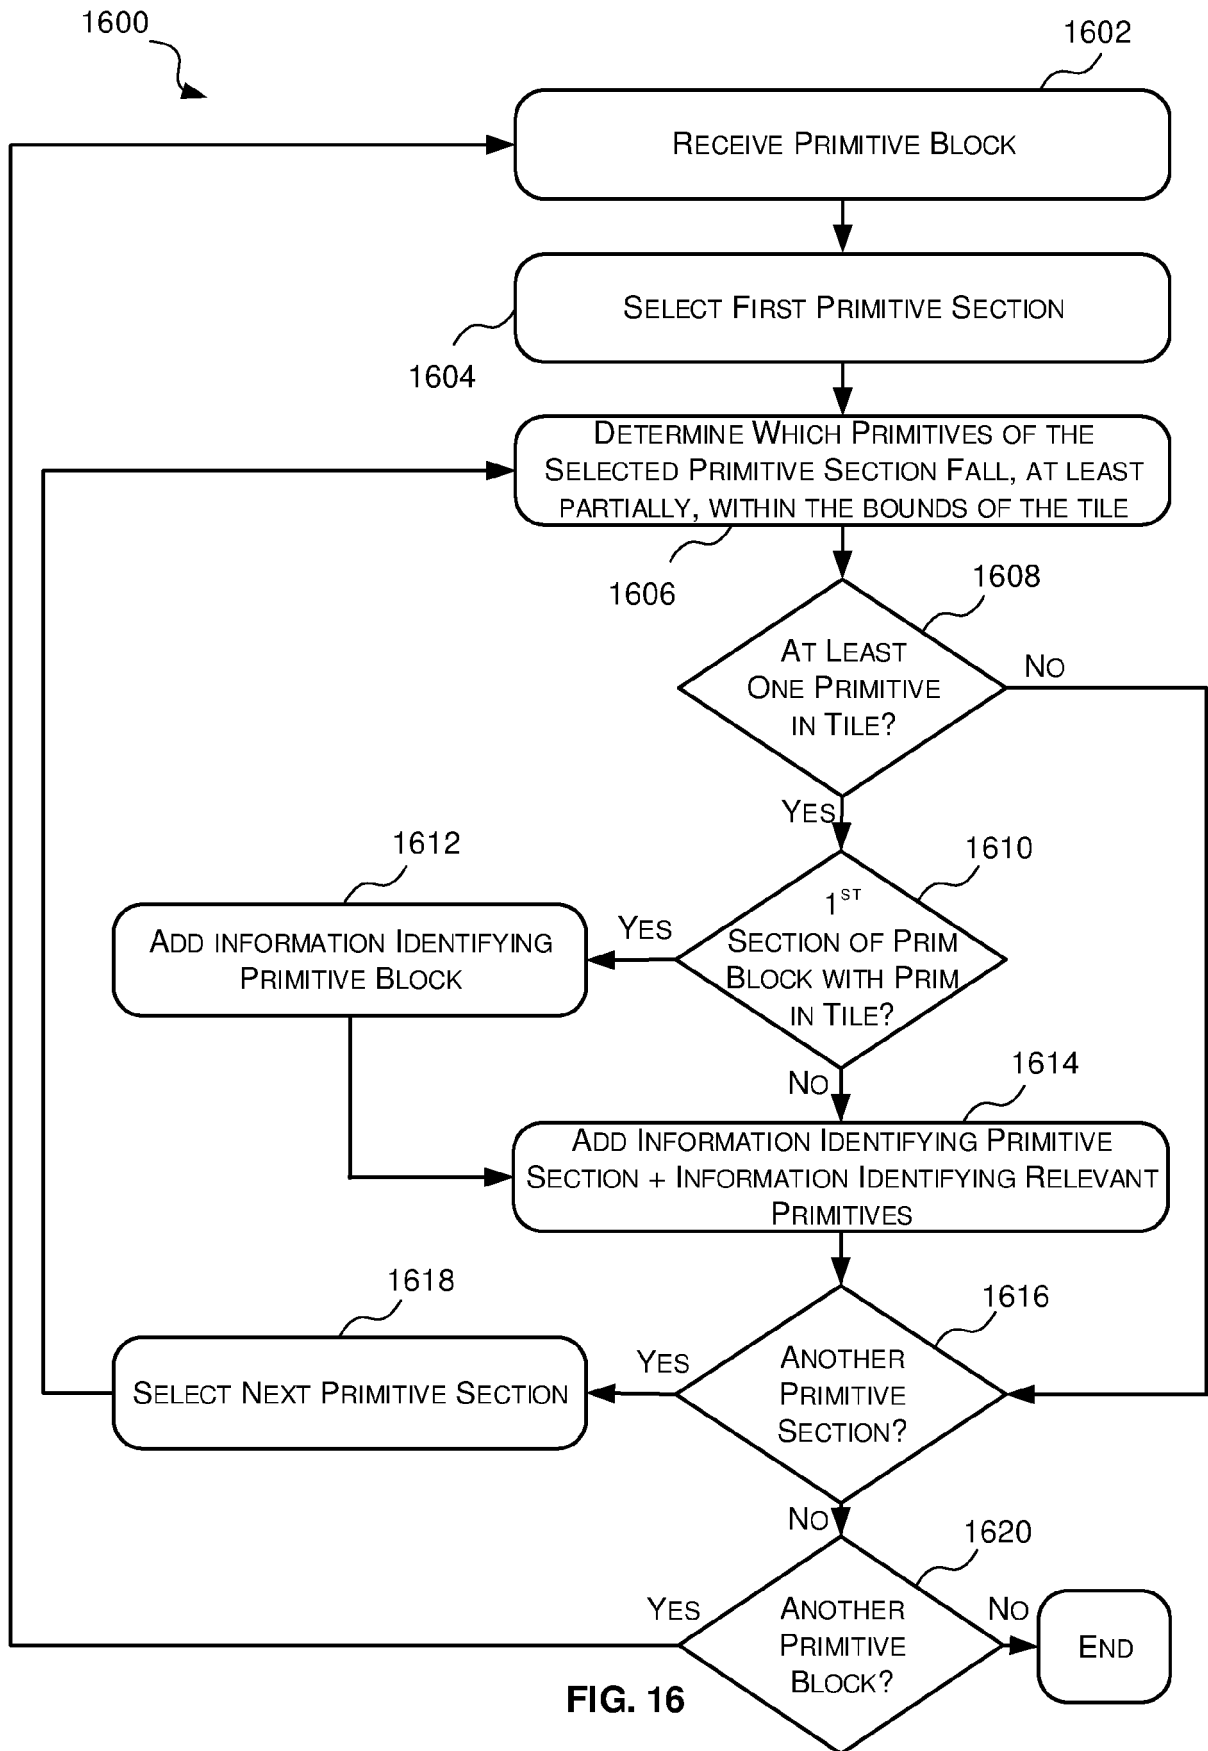 1600
1602
RECEIVE PRIMITIVE BLOCK
SELECT FIRST PRIMITIVE SECTION
1604
DETERMINE WHICH PRIMITIVES OF THE
SELECTED PRIMITIVE SECTION FALL, AT LEAST
PARTIALLY, WITHIN THE BOUNDS OF THE TILE
1606
1608
AT LEAST
ONE PRIMITIVE
IN TILE?
NO
YES
1612
1610
ADD INFORMATION IDENTIFYING
PRIMITIVE BLOCK
YES
1ST
SECTION OF PRIM
BLOCK WITH PRIM
IN TILE?
NO
1614
ADD INFORMATION IDENTIFYING PRIMITIVE
SECTION + INFORMATION IDENTIFYING RELEVANT
PRIMITIVES
1618
1616
SELECT NEXT PRIMITIVE SECTION
YES
ANOTHER
PRIMITIVE
SECTION?
NO
1620
YES
ANOTHER
PRIMITIVE
BLOCK?
NO
END
FIG. 16